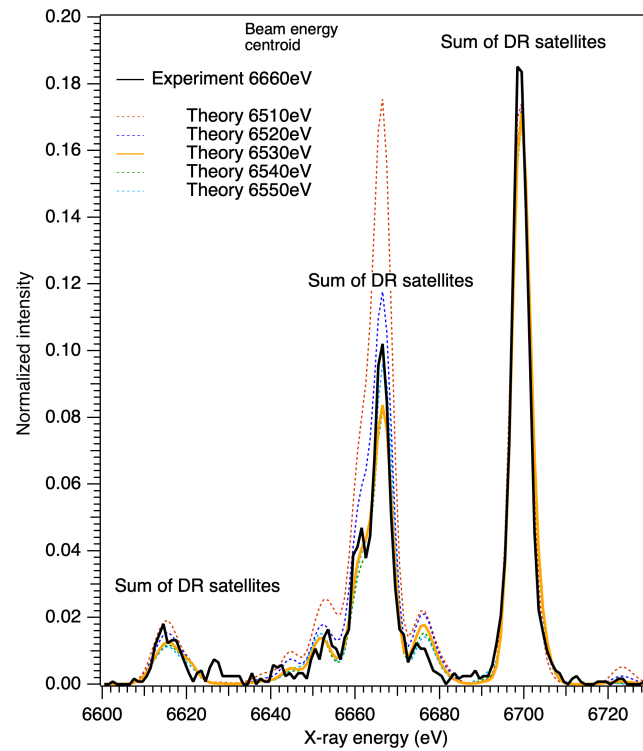 Beam energy
centroid
Sum of DR satellites
Experiment 6660eV
Theory 6510eV
Theory 6520eV
Theory 6530eV
Theory 6540eV
Theory 6550eV
Sum of DR satellites
Sum of DR satellites
0.20
0.18
0.16
0.14
0.12
0.10
0.08
0.06
0.04
0.02
0.00
Normalized intensity
6600
6620
6640
6660
6680
6700
6720
X-ray energy (eV)